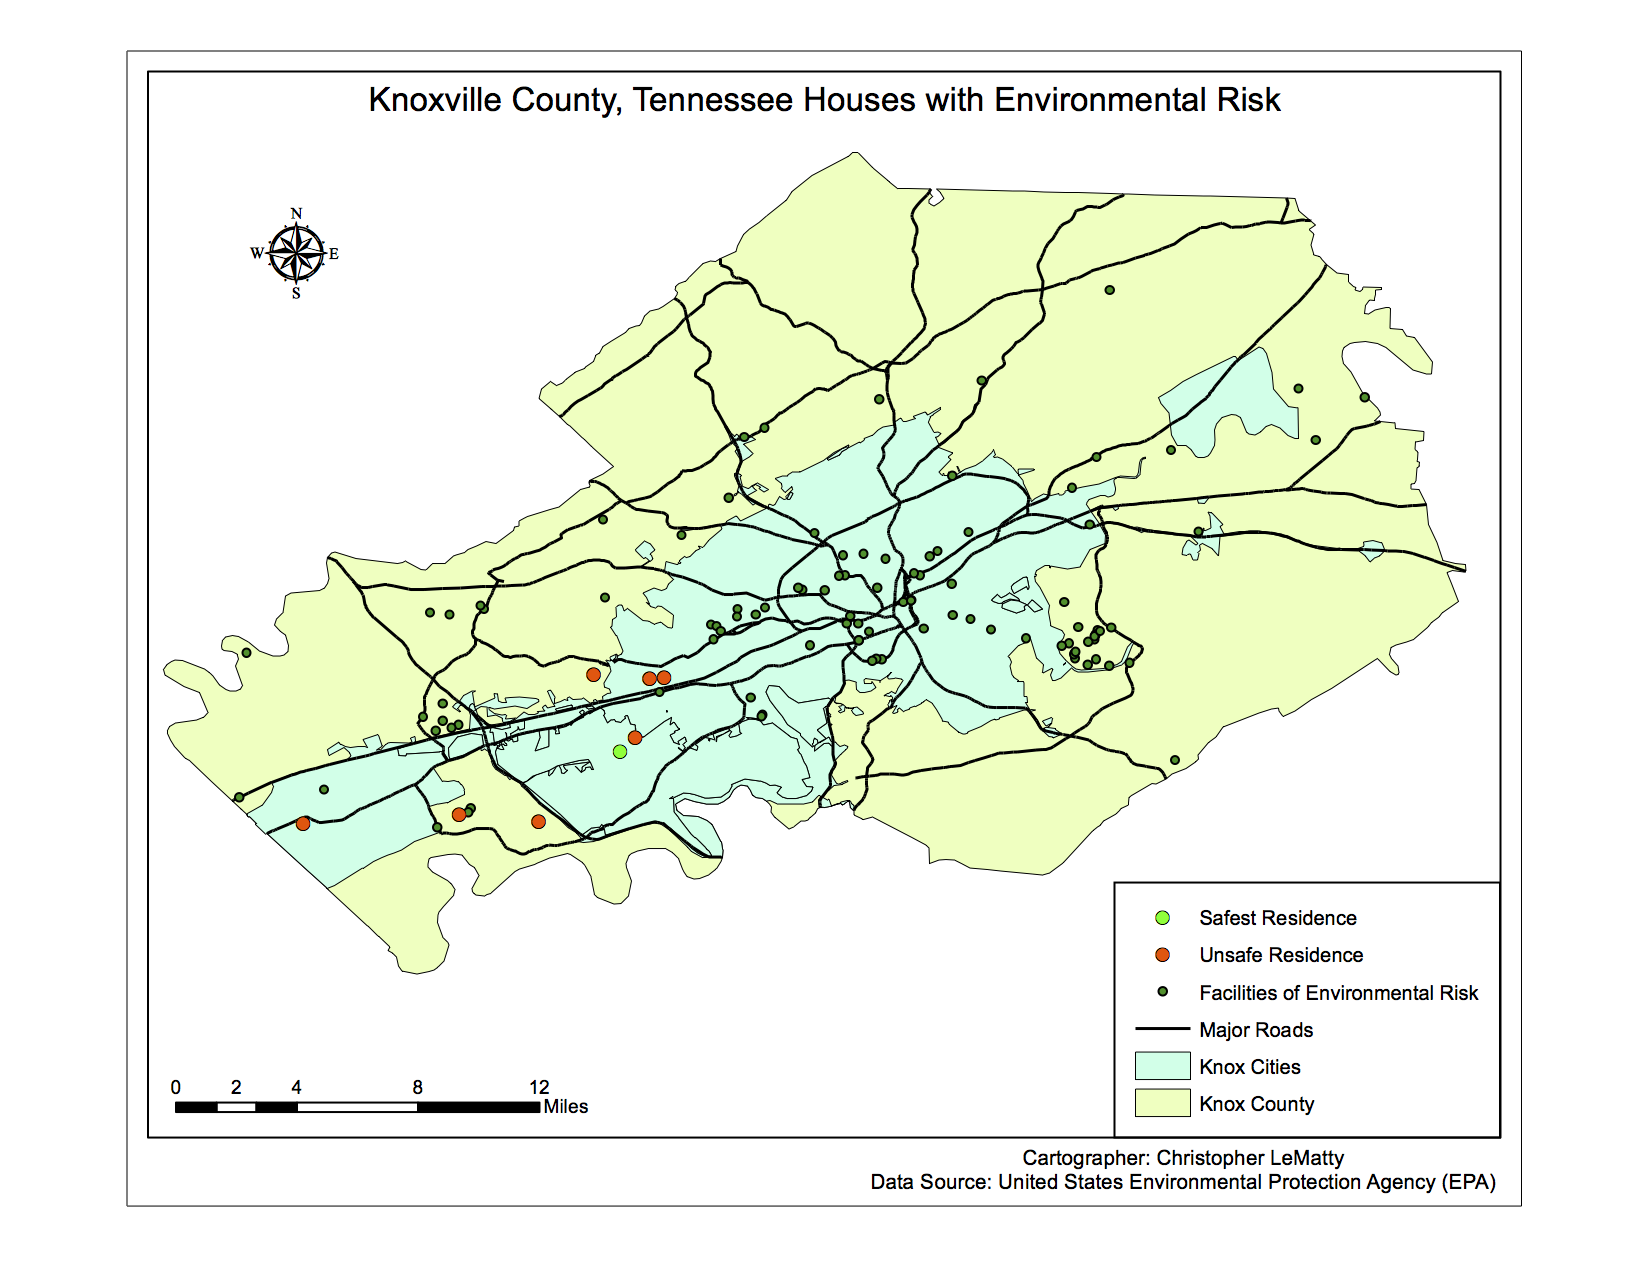 Knoxville County, Tennessee Houses with Environmental Risk
N
W E
S
Safest Residence
Unsafe Residence
Facilities of Environmental Risk
Major Roads
Knox Cities
Knox County
0 2 4 8 12
Miles
Cartographer: Christopher LeMatty
Data Source: United States Environmental Protection Agency (EPA)